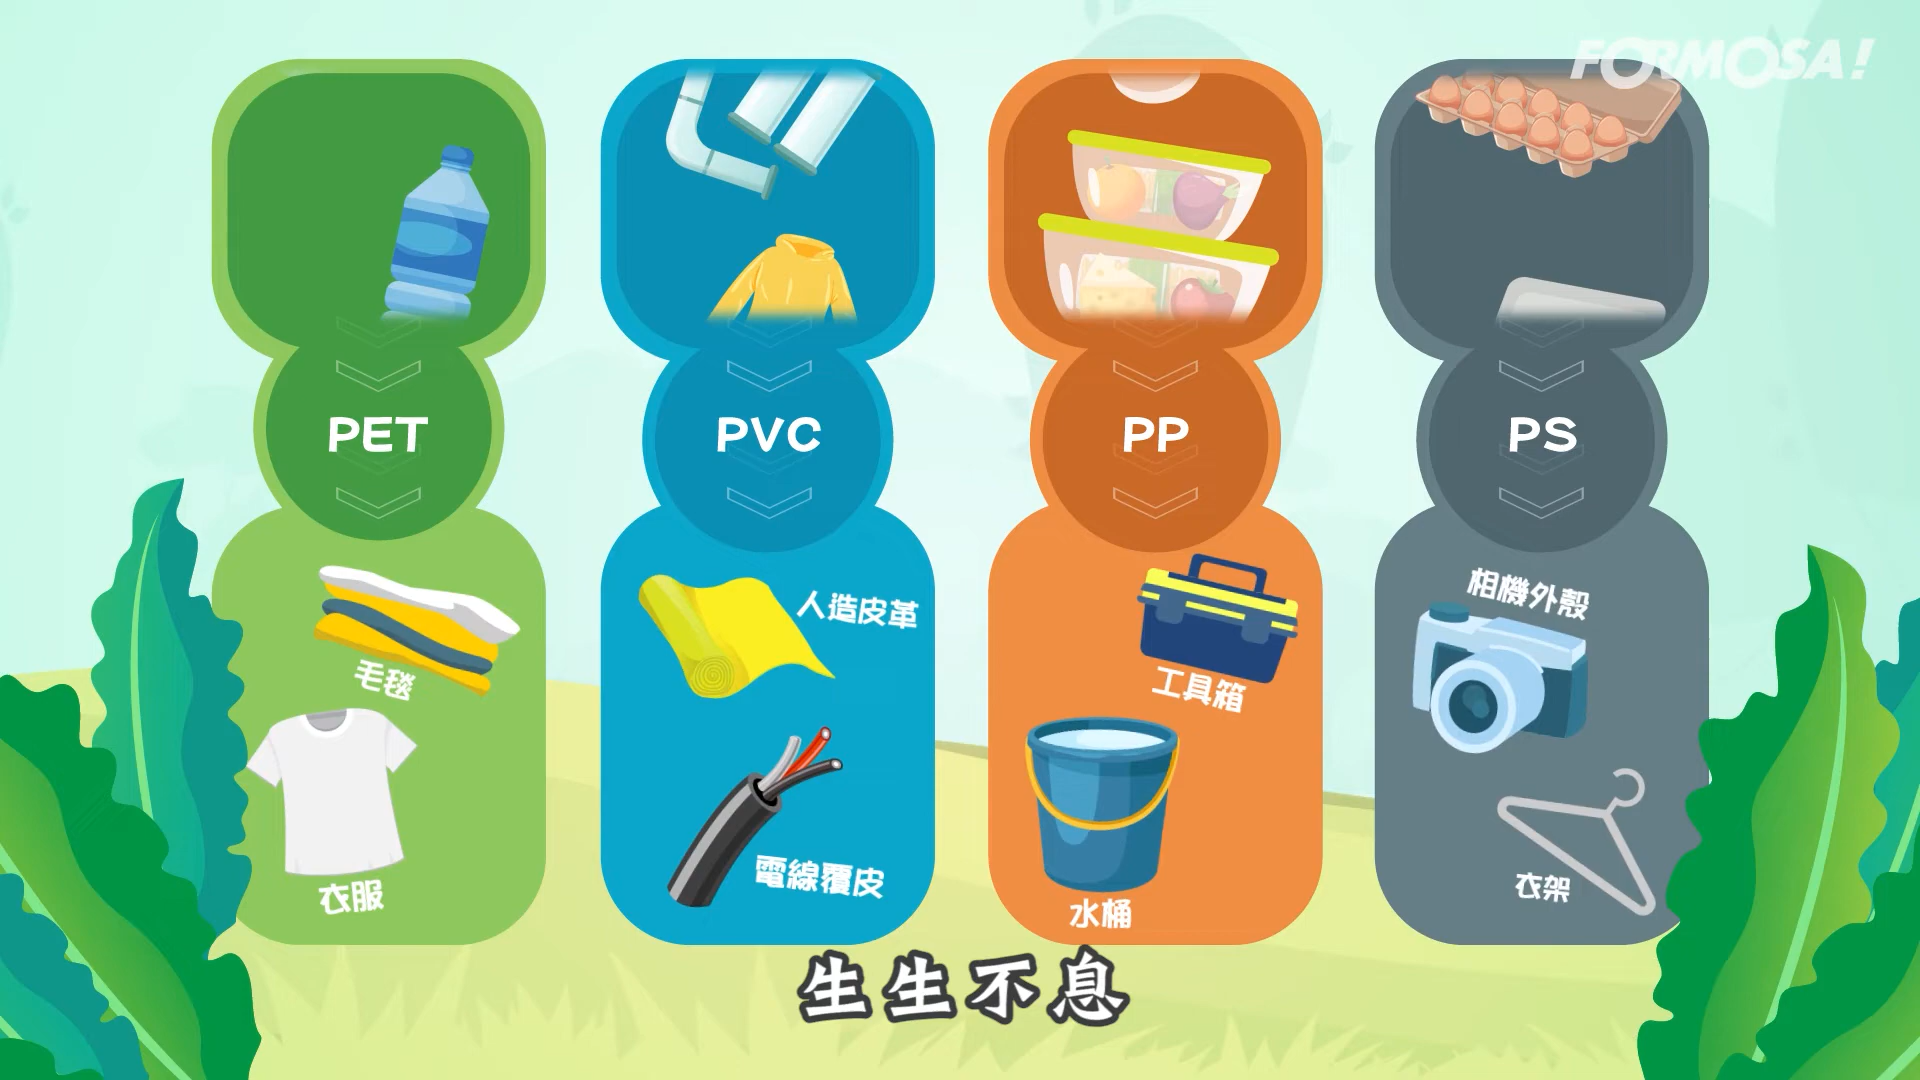 FORMOSA!
PET
PVC
PP
PS
毛毯
衣服
人造皮革
電線覆皮
工具箱
水桶
相機外殼
衣架
生生不息